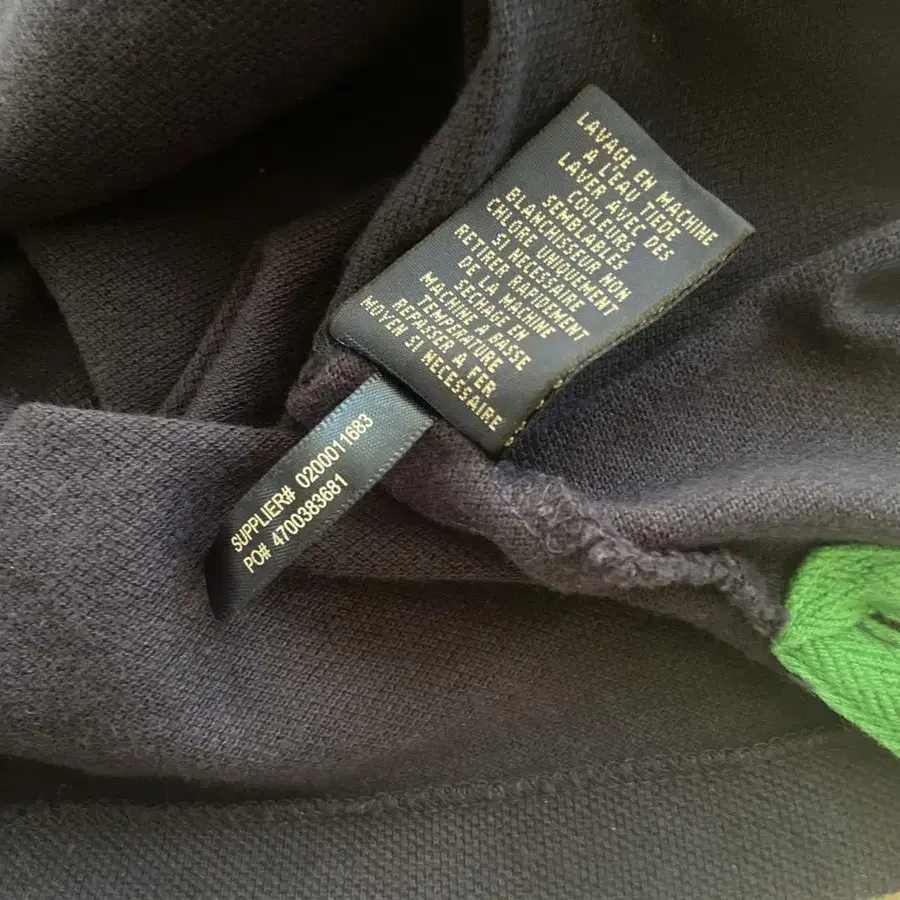 LAVAGE EN MACHINE
A L'EAU TIEDE
LAVER AVEC DES
COULEURS
SEMBLABLES
BLANCHISSEUR NON
CHLORE UNIQUEMENT
SI NECESSAIRE
RETIRER RAPIDEMENT
DE LA MACHINE
SECHAGE EN
MACHINE A BASSE
TEMPERATURE
REPASSER A FER
MOYEN SI NECESSAIRE
SUPPLIER# 0200011683
PO# 4700383681